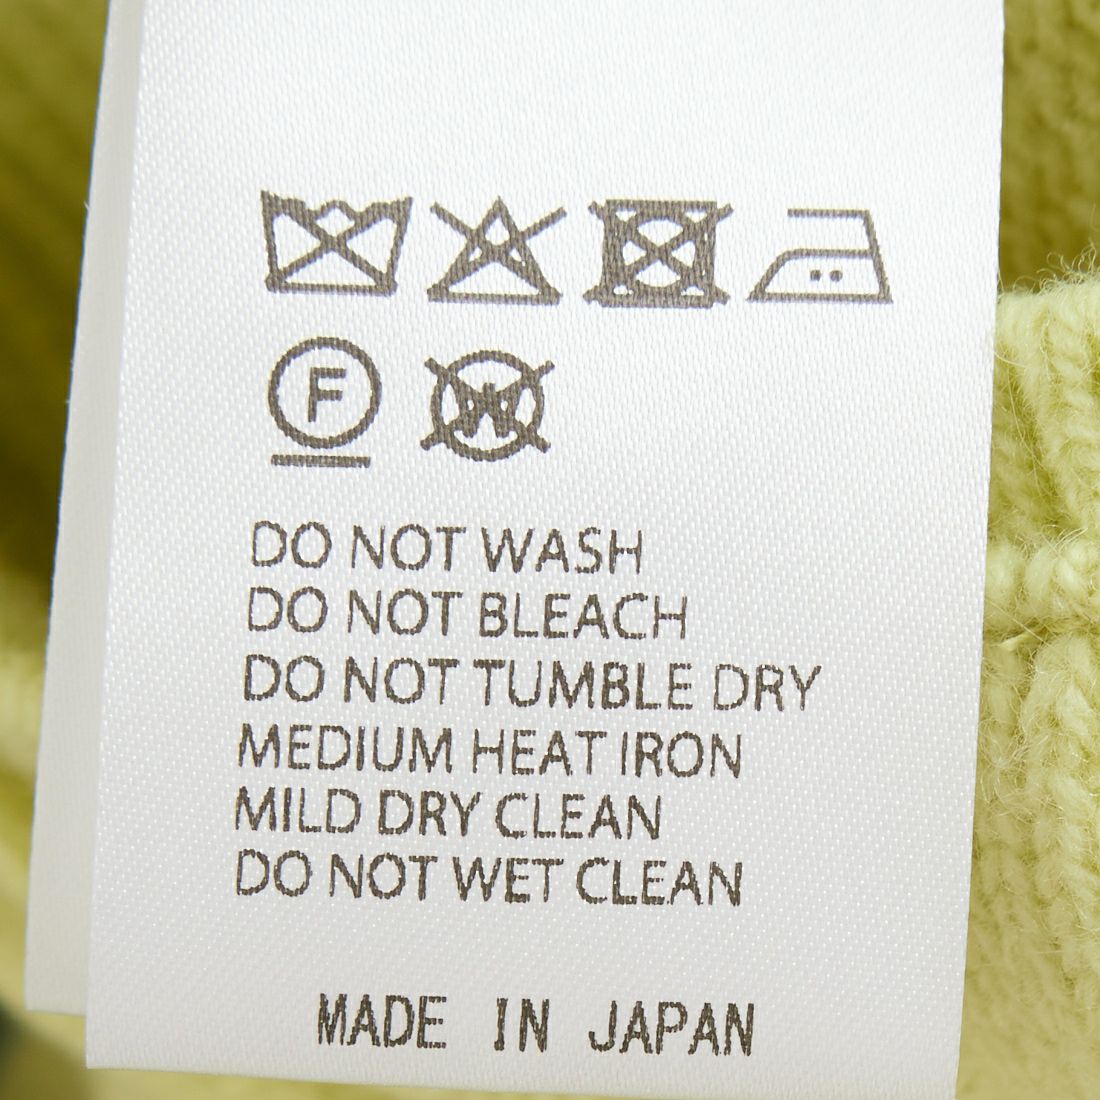 F
W
DO NOT WASH
DO NOT BLEACH
DO NOT TUMBLE DRY
MEDIUM HEAT IRON
MILD DRY CLEAN
DO NOT WET CLEAN
MADE IN JAPAN